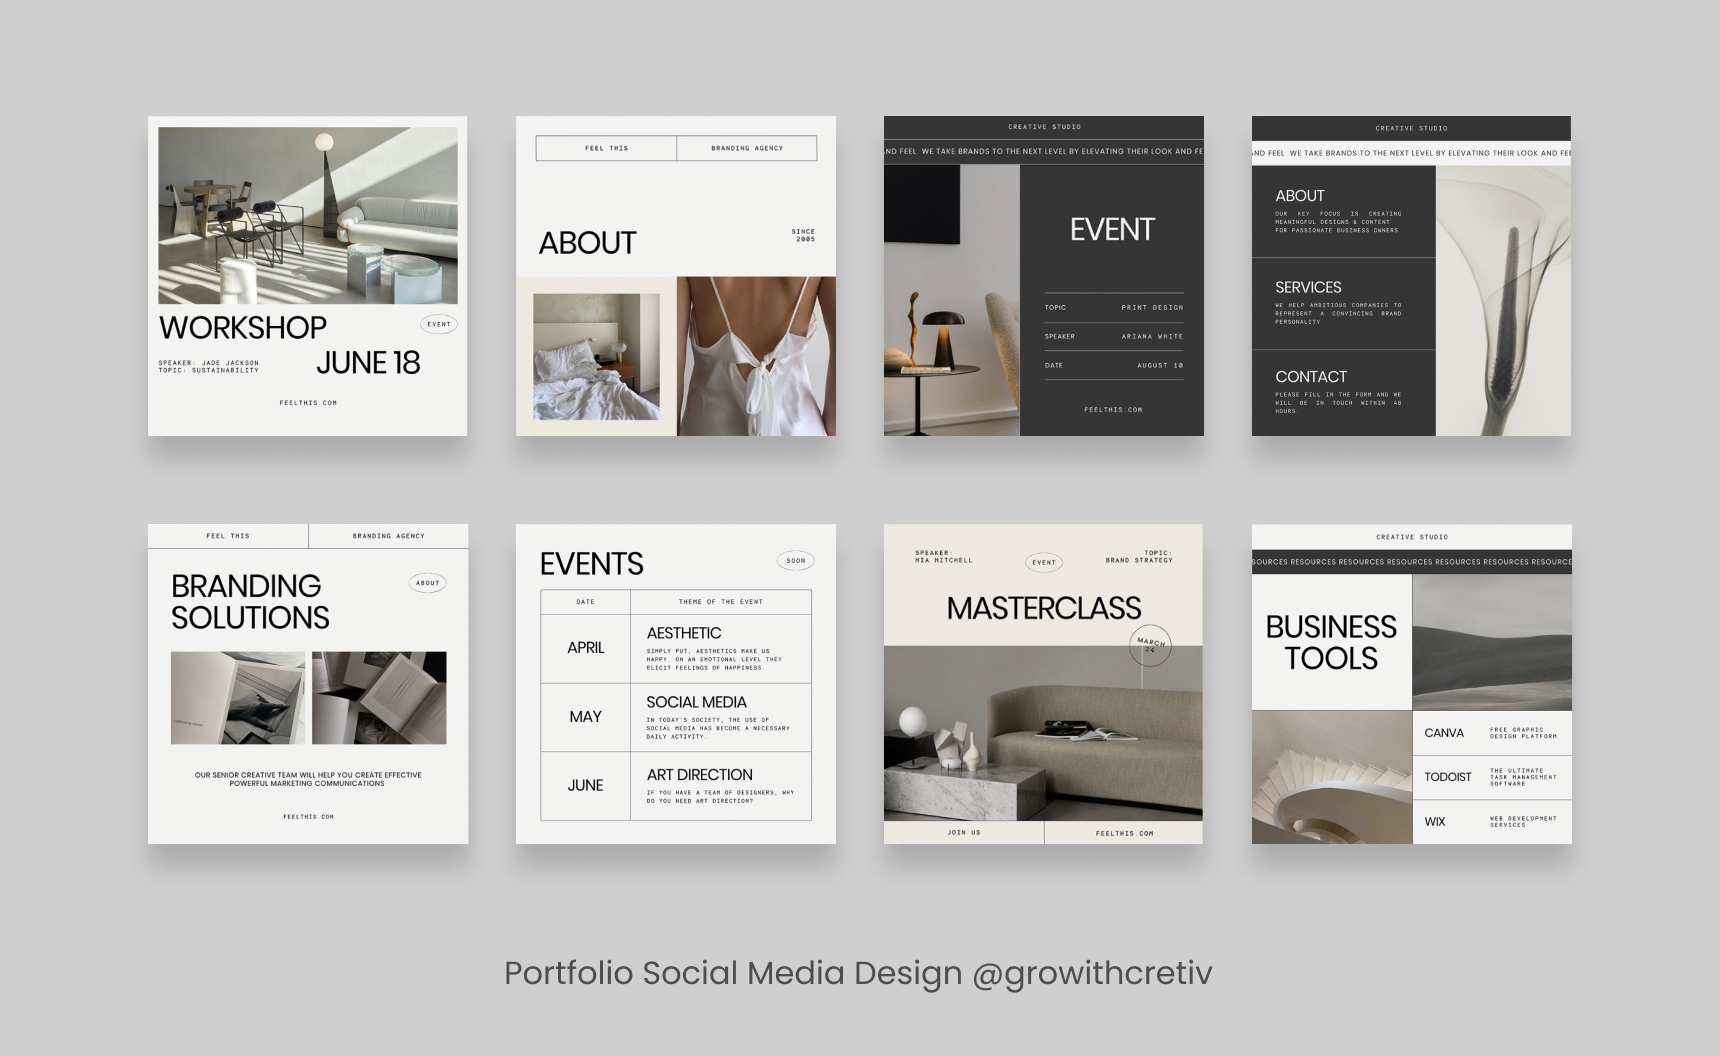 WORKSHOP
EVENT
JUNE 18
SPEAKER: JADE JACKSON
TOPIC: SUSTAINABILITY
FEELTHIS.COM
FEEL THIS
BRANDING AGENCY
ABOUT
SINCE
2005
CREATIVE STUDIO
AND FEEL WE TAKE BRANDS TO THE NEXT LEVEL BY ELEVATING THEIR LOOK AND FE
EVENT
TOPIC PRINT DESIGN
SPEAKER ARIANA WHITE
DATE AUGUST 10
FEELTHIS.COM
CREATIVE STUDIO
AND FEEL WE TAKE BRANDS TO THE NEXT LEVEL BY ELEVATING THEIR LOOK AND FEE
ABOUT
OUR KEY FOCUS IS CREATING
MEANINGFUL DESIGNS & CONTENT
FOR PASSIONATE BUSINESS OWNERS
SERVICES
WE HELP AMBITIOUS COMPANIES TO
REPRESENT A CONVINCING BRAND
PERSONALITY
CONTACT
PLEASE FILL IN THE FORM AND WE
WILL BE IN TOUCH WITHIN 48
HOURS.
FEEL THIS
BRANDING AGENCY
BRANDING
SOLUTIONS
ABOUT
OUR SENIOR CREATIVE TEAM WILL HELP YOU CREATE EFFECTIVE
POWERFUL MARKETING COMMUNICATIONS
FEELTHIS.COM
EVENTS
SOON
DATE THEME OF THE EVENT
APRIL
AESTHETIC
SIMPLY PUT, AESTHETICS MAKE US
HAPPY. ON AN EMOTIONAL LEVEL THEY
ELICIT FEELINGS OF HAPPINESS.
MAY
SOCIAL MEDIA
IN TODAY'S SOCIETY, THE USE OF
SOCIAL MEDIA HAS BECOME A NECESSARY
DAILY ACTIVITY.
JUNE
ART DIRECTION
IF YOU HAVE A TEAM OF DESIGNERS, WHY
DO YOU NEED ART DIRECTION?
SPEAKER:
MIA MITCHELL
EVENT
TOPIC:
BRAND STRATEGY
MASTERCLASS
MARCH
24
JOIN US
FEELTHIS.COM
CREATIVE STUDIO
SOURCES RESOURCES RESOURCES RESOURCES RESOURCES RESOURCES RESOURCE
BUSINESS
TOOLS
CANVA
FREE GRAPHIC
DESIGN PLATFORM
TODOIST
THE ULTIMATE
TASK MANAGEMENT
SOFTWARE
WIX
WEB DEVELOPMENT
SERVICES
Portfolio Social Media Design @growithcretiv